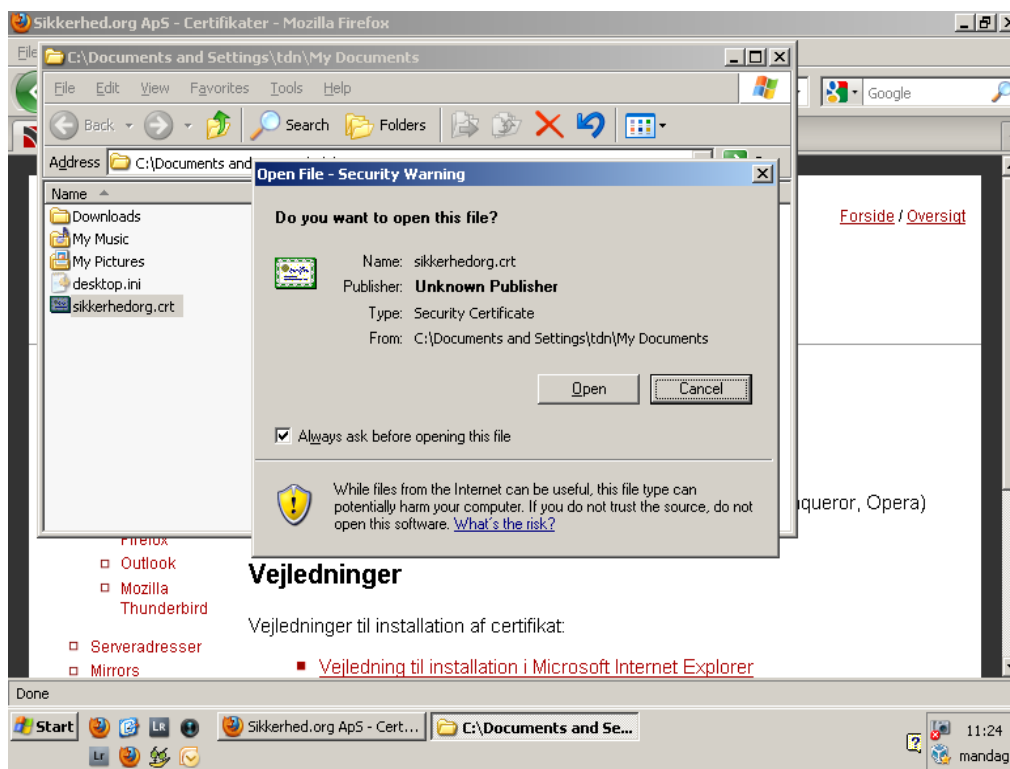 Sikkerhed.org ApS - Certifikater - Mozilla Firefox
File
C:\Documents and Settings\tdn\My Documents
File Edit View Favorites Tools Help
Google
Back Search Folders
Address C:\Documents and
Open File - Security Warning
Name
Downloads
My Music
My Pictures
desktop.ini
sikkerhedorg.crt
Do you want to open this file?
Name: sikkerhedorg.crt
Publisher: Unknown Publisher
Type: Security Certificate
From: C:\Documents and Settings\tdn\My Documents
Open Cancel
Always ask before opening this file
While files from the Internet can be useful, this file type can
potentially harm your computer. If you do not trust the source, do not
open this software. What's the risk?
Forside / Oversigt
nqueror, Opera)
Firefox
Outlook
Mozilla
Thunderbird
Serveradresser
Mirrors
Vejledninger
Vejledninger til installation af certifikat:
Vejledning til installation i Microsoft Internet Explorer
Done
Start Sikkerhed.org ApS - Cert... C:\Documents and Se... 11:24
mandag